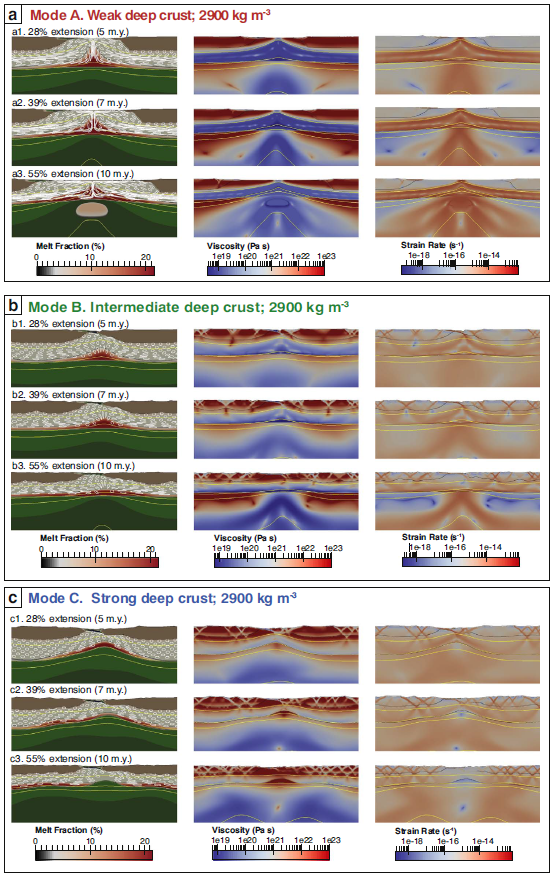 a Mode A. Weak deep crust; 2900 kg m-3
a1. 28% extension (5 m.y.)
a2. 39% extension (7 m.y.)
a3. 55% extension (10 m.y.)
Melt Fraction (%) Viscosity (Pa s) Strain Rate (s-1)
0 10 20 1e19 1e20 1e21 1e22 1e23 1e-18 1e-16 1e-14
b Mode B. Intermediate deep crust; 2900 kg m-3
b1. 28% extension (5 m.y.)
b2. 39% extension (7 m.y.)
b3. 55% extension (10 m.y.)
Melt Fraction (%) Viscosity (Pa s) Strain Rate (s-1)
0 10 20 1e19 1e20 1e21 1e22 1e23 1e-18 1e-16 1e-14
c Mode C. Strong deep crust; 2900 kg m-3
c1. 28% extension (5 m.y.)
c2. 39% extension (7 m.y.)
c3. 55% extension (10 m.y.)
Melt Fraction (%) Viscosity (Pa s) Strain Rate (s-1)
0 10 20 1e19 1e20 1e21 1e22 1e23 1e-18 1e-16 1e-14